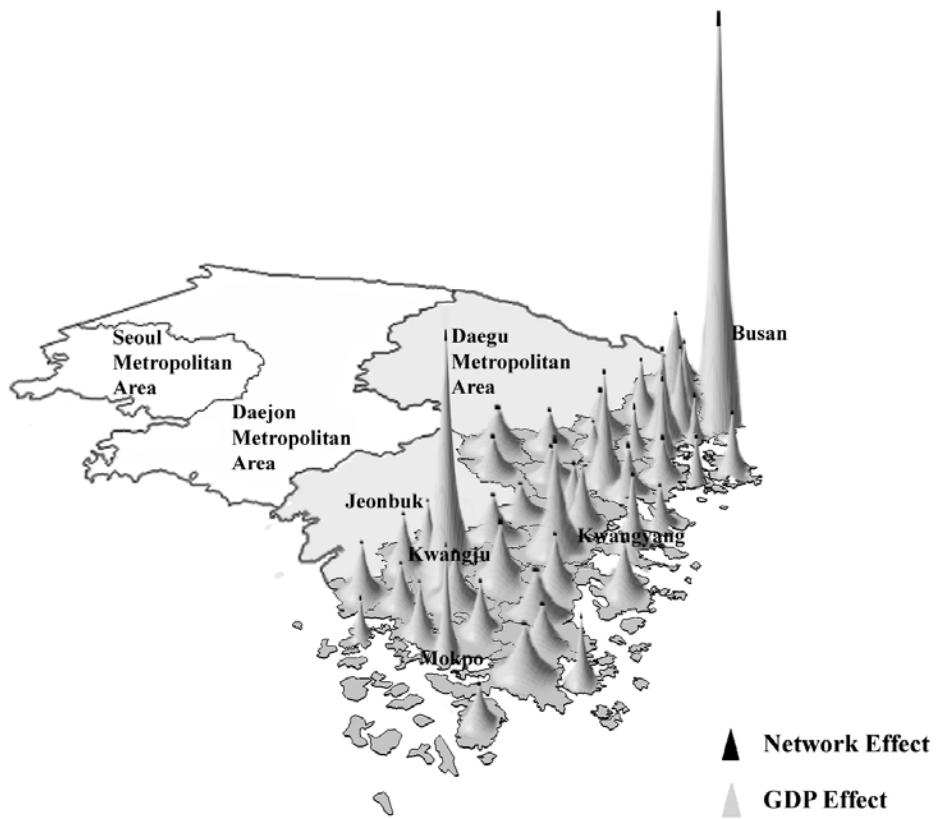 Busan
Seoul
Metropolitan
Area
Daegu
Metropolitan
Area
Daejon
Metropolitan
Area
Jeonbuk
Kwangyang
Kwangju
Mokpo
Network Effect
GDP Effect